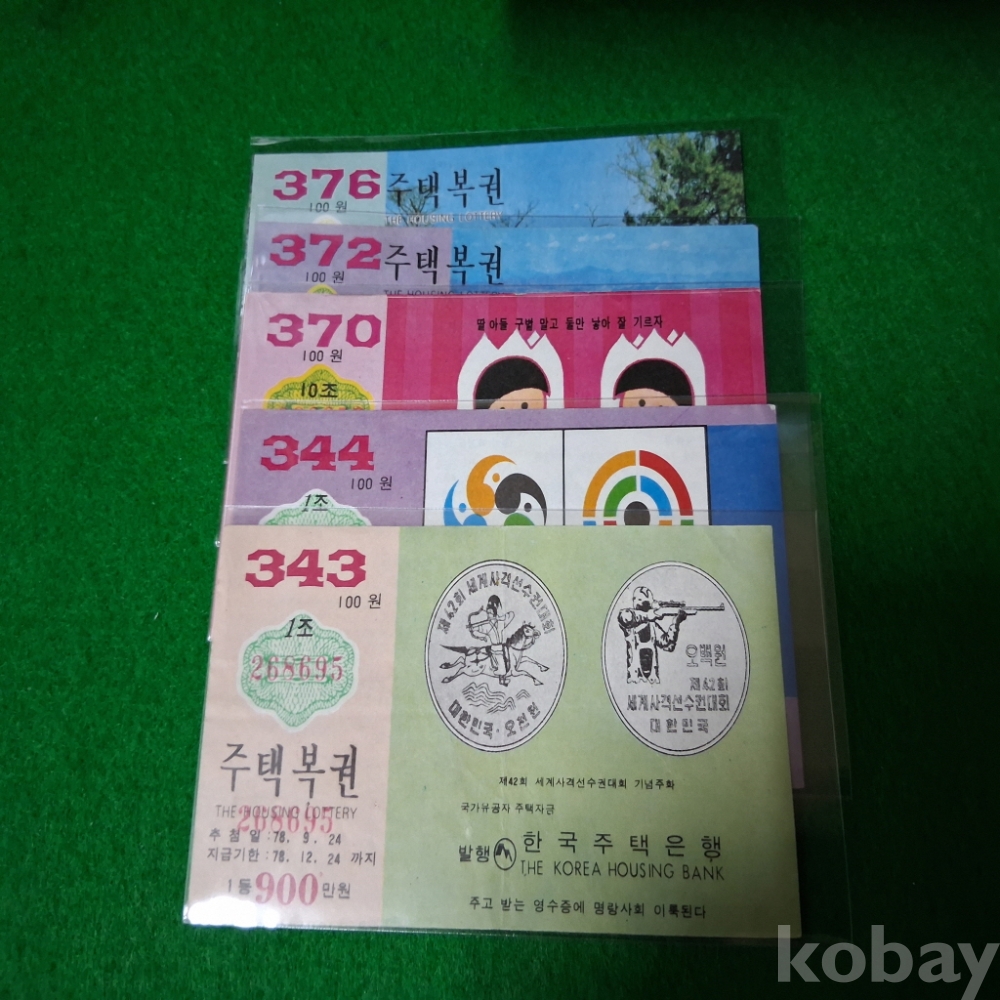 376
100 원
주택복권
THE HOUSING LOTTERY
372
100 원
주택복권
370
100 원
10조
딸 아들 구별 말고 둘만 낳아 잘 기르자
344
100 원
1조
343
100 원
1조
268695
주택복권
THE HOUSING LOTTERY
268695
추 첨 일 : 78. 9. 24
지급기한 : 78. 12. 24 까지
1등 900 만원
제42회 세계사격선수권대회
대한민국 · 오천원
오백원
제42회
세계사격선수권대회
대한민국
제42회 세계사격선수권대회 기념주화
국가유공자 주택자금
발행 한국주택은행
THE KOREA HOUSING BANK
주고 받는 영수증에 명랑사회 이룩된다
kobay